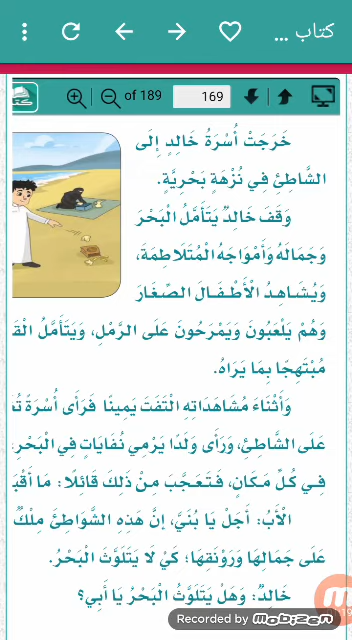 كتاب ...
of 189
169
خَرَجَتْ أُسْرَةُ خَالِدٍ إِلَى
الشَّاطِئِ فِي نُزْهَةٍ بَحْرِيَّةٍ.
وَقَفَ خَالِدٌ يَتَأَمَّلُ الْبَحْرَ
وَجَمَالَهُ وَأَمْوَاجَهُ الْمُتَلَاطِمَةَ،
وَيُشَاهِدُ الْأَطْفَالَ الصِّغَارَ
وَهُمْ يَلْعَبُونَ وَيَمْرَحُونَ عَلَى الرَّمْلِ، وَيَتَأَمَّلُ
مُبْتَهِجًا بِمَا يَرَاهُ.
وَأَثْنَاءَ مُشَاهَدَاتِهِ الْتَفَتَ يَمِينًا فَرَأَى أُسْرَةً
عَلَى الشَّاطِئِ، وَرَأَى وَلَدًا يَرْمِي نُفَايَاتٍ فِي الْبَحْرِ
فِي كُلِّ مَكَانٍ، فَتَعَجَّبَ مِنْ ذَلِكَ قَائِلًا: مَا
الْأَبُ: أَجَلْ يَا بُنَيَّ، إِنَّ هَذِهِ الشَّوَاطِئَ مِلْكٌ
عَلَى جَمَالِهَا وَرَوْنَقِهَا؛ كَيْ لَا يَتَلَوَّثَ الْبَحْرُ.
خَالِدٌ: وَهَلْ يَتَلَوَّثُ الْبَحْرُ يَا أَبِي؟
Recorded by mobizen